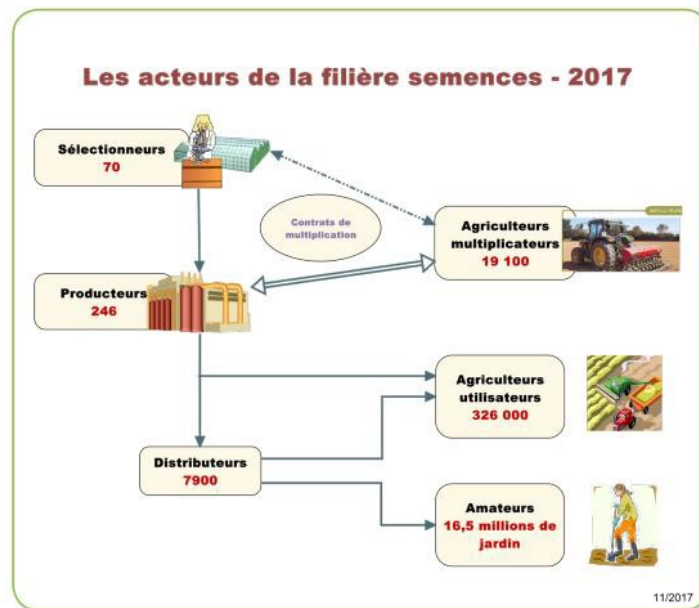 Les acteurs de la filière semences - 2017
Sélectionneurs
70
Contrats de
multiplication
Agriculteurs
multiplicateurs
19 100
Producteurs
246
Agriculteurs
utilisateurs
326 000
Distributeurs
7900
Amateurs
16,5 millions de
jardin
11/2017